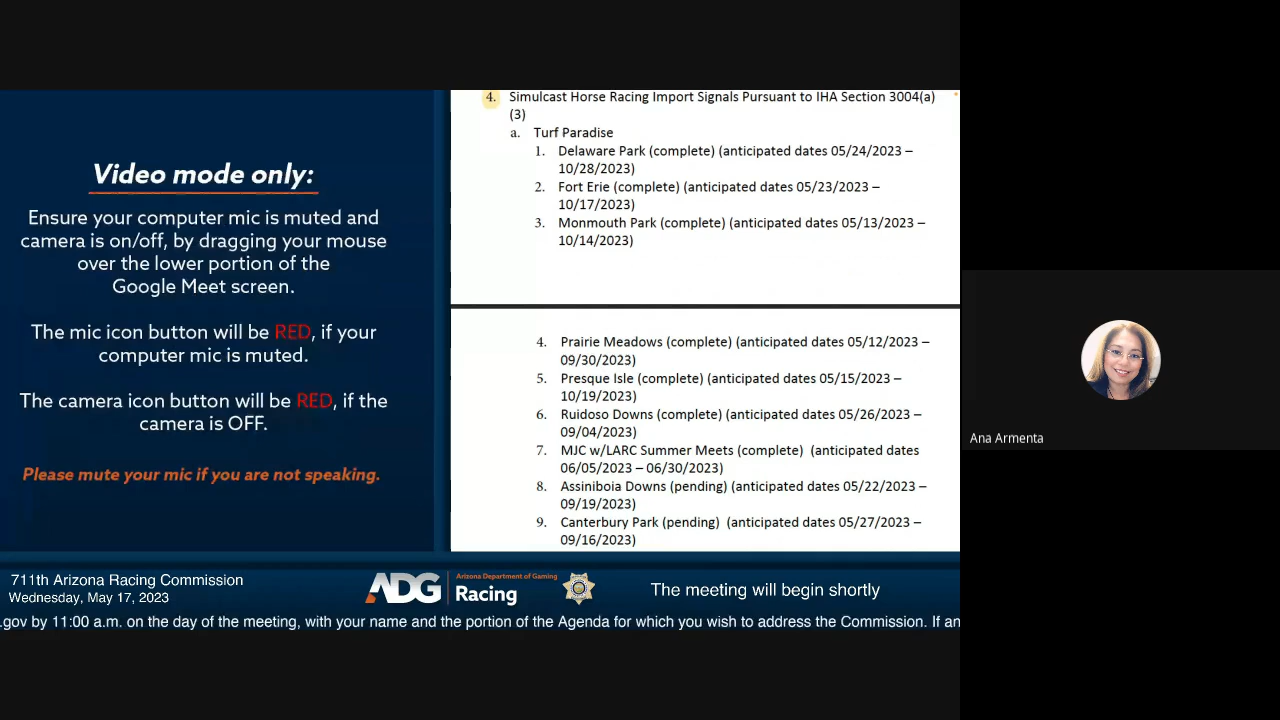 Video mode only:
Ensure your computer mic is muted and
camera is on/off, by dragging your mouse
over the lower portion of the
Google Meet screen.
The mic icon button will be RED, if your
computer mic is muted.
The camera icon button will be RED, if the
camera is OFF.
Please mute your mic if you are not speaking.
4. Simulcast Horse Racing Import Signals Pursuant to IHA Section 3004(a)
(3)
a. Turf Paradise
1. Delaware Park (complete) (anticipated dates 05/24/2023 –
10/28/2023)
2. Fort Erie (complete) (anticipated dates 05/23/2023 –
10/17/2023)
3. Monmouth Park (complete) (anticipated dates 05/13/2023 –
10/14/2023)
4. Prairie Meadows (complete) (anticipated dates 05/12/2023 –
09/30/2023)
5. Presque Isle (complete) (anticipated dates 05/15/2023 –
10/19/2023)
6. Ruidoso Downs (complete) (anticipated dates 05/26/2023 –
09/04/2023)
7. MJC w/LARC Summer Meets (complete) (anticipated dates
06/05/2023 – 06/30/2023)
8. Assiniboia Downs (pending) (anticipated dates 05/22/2023 –
09/19/2023)
9. Canterbury Park (pending) (anticipated dates 05/27/2023 –
09/16/2023)
Ana Armenta
711th Arizona Racing Commission
Wednesday, May 17, 2023
ADG
Arizona Department of Gaming
Racing
The meeting will begin shortly
.gov by 11:00 a.m. on the day of the meeting, with your name and the portion of the Agenda for which you wish to address the Commission. If an